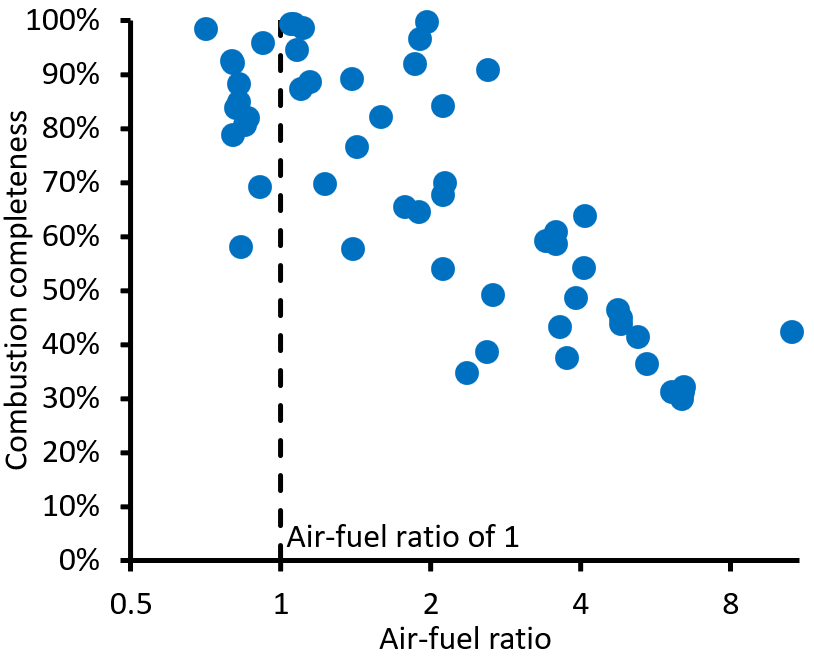 100%
90%
80%
70%
60%
50%
40%
30%
20%
10%
0%
Combustion completeness
Air-fuel ratio of 1
0.5 1 2 4 8
Air-fuel ratio